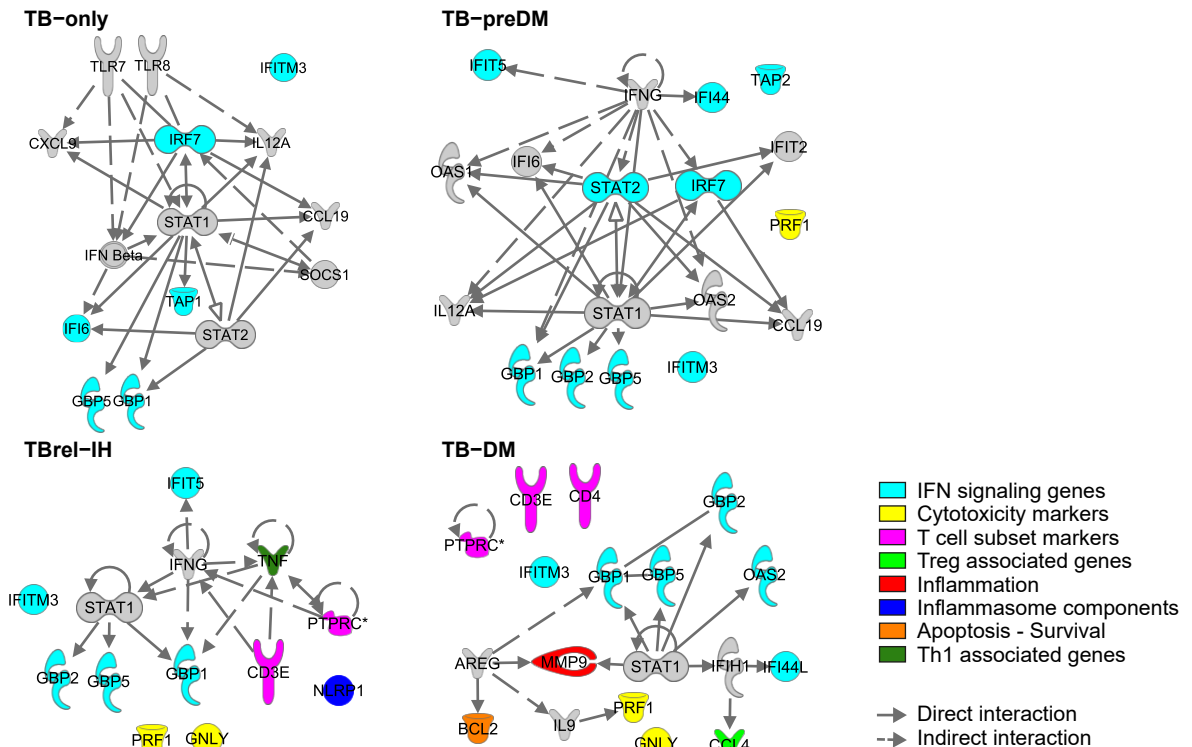 TB−only
TLR7
TLR8
IFITM3
CXCL9
IRF7
IL12A
STAT1
CCL19
IFN Beta
SOCS1
TAP1
IFI6
STAT2
GBP5
GBP1
TB−preDM
IFIT5
IFNG
IFI44
TAP2
OAS1
IFI6
IFIT2
STAT2
IRF7
PRF1
IL12A
STAT1
OAS2
CCL19
GBP1
GBP2
GBP5
IFITM3
TBrel−IH
IFIT5
IFNG
TNF
IFITM3
STAT1
PTPRC*
GBP2
GBP5
GBP1
CD3E
NLRP1
PRF1
GNLY
TB−DM
CD3E
CD4
GBP2
PTPRC*
IFITM3
GBP1
GBP5
OAS2
AREG
MMP9
STAT1
IFIH1
IFI44L
BCL2
IL9
PRF1
GNLY
CCL4
IFN signaling genes
Cytotoxicity markers
T cell subset markers
Treg associated genes
Inflammation
Inflammasome components
Apoptosis - Survival
Th1 associated genes
Direct interaction
Indirect interaction